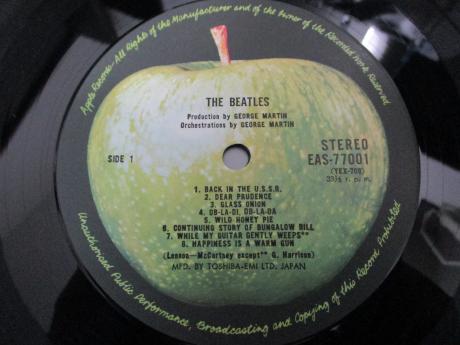 Apple Records-All Rights of the Manufacturer and of the Owner of the Recorded Work Reserved
THE BEATLES
Production by GEORGE MARTIN
Orchestrations by GEORGE MARTIN
SIDE 1
STEREO
EAS-77001
(YEX-709)
33⅓ r. p. m.
1. BACK IN THE U.S.S.R.
2. DEAR PRUDENCE
3. GLASS ONION
4. OB-LA-DI, OB-LA-DA
5. WILD HONEY PIE
6. CONTINUING STORY OF BUNGALOW BILL
7. WHILE MY GUITAR GENTLY WEEPS**
8. HAPPINESS IS A WARM GUN
(Lennon—McCartney except** G. Harrison)
MFD. BY TOSHIBA-EMI LTD. JAPAN
Unauthorised Public Performance, Broadcasting and Copying of this Record Prohibited